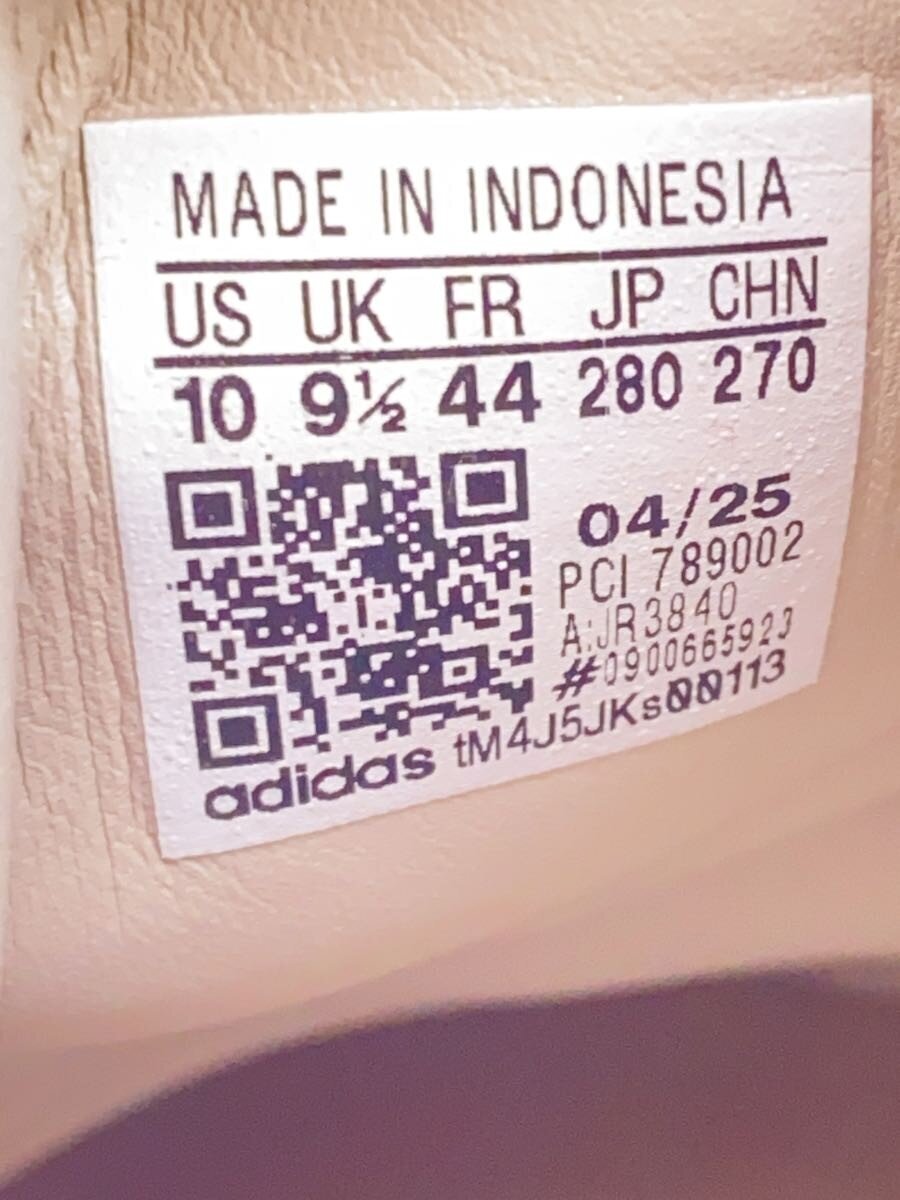 MADE IN INDONESIA
US UK FR JP CHN
10 9½ 44 280 270
04/25
PCI 789002
A:JR3840
#0900665923
adidas tM4J5JKs00113